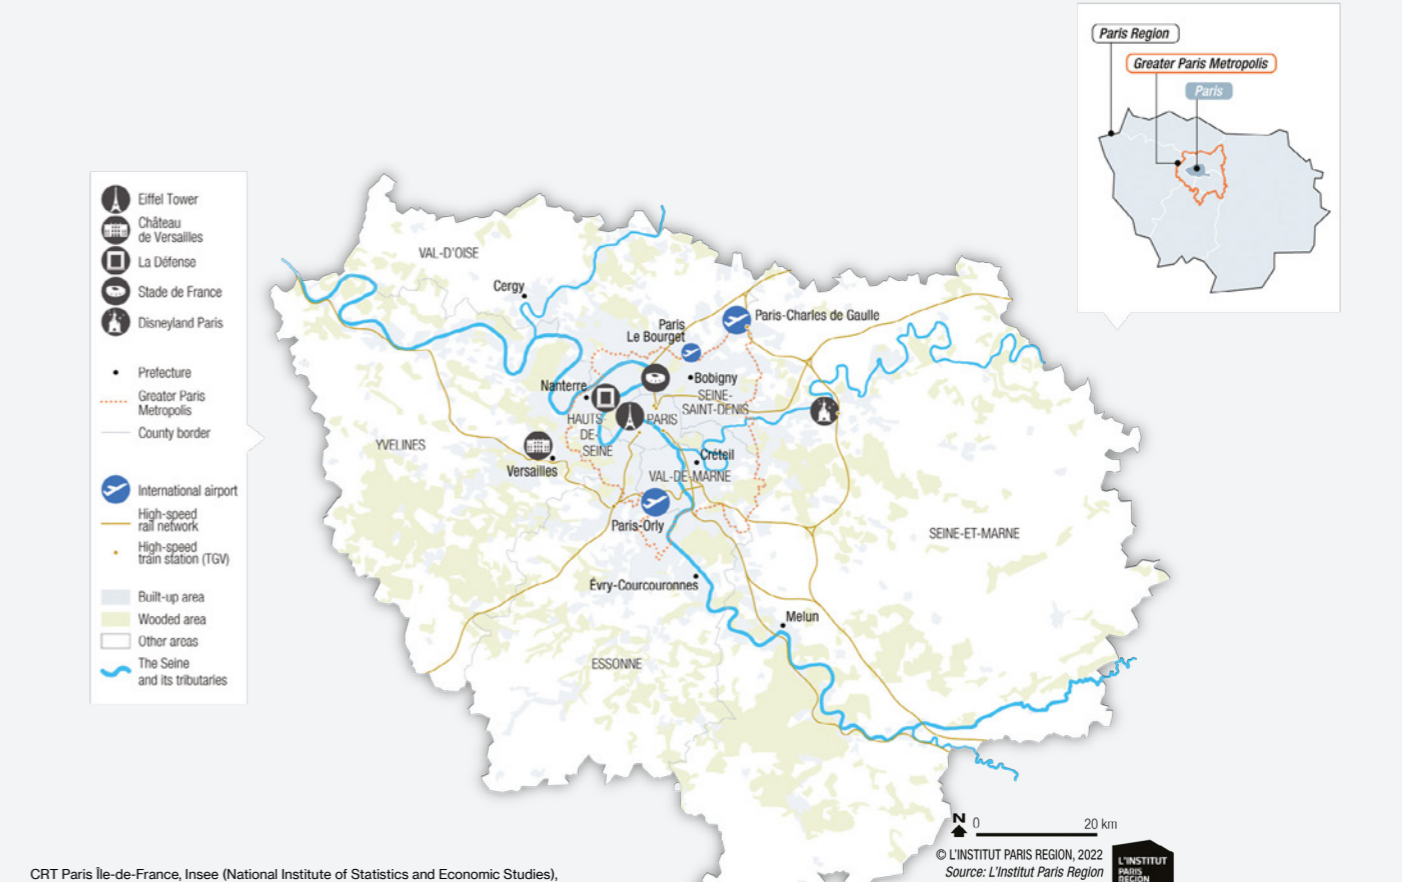 Paris Region
Greater Paris Metropolis
Paris
Eiffel Tower
Château
de Versailles
La Défense
Stade de France
Disneyland Paris
Prefecture
Greater Paris
Metropolis
County border
International airport
High-speed
rail network
High-speed
train station (TGV)
Built-up area
Wooded area
Other areas
The Seine
and its tributaries
VAL-D'OISE
Cergy
Paris-Charles de Gaulle
Paris
Le Bourget
Nanterre
Bobigny
SEINE-
SAINT-DENIS
HAUTS
DE-
SEINE
PARIS
YVELINES
Versailles
Créteil
VAL-DE-MARNE
Paris-Orly
SEINE-ET-MARNE
Évry-Courcouronnes
Melun
ESSONNE
N 0 20 km
© L'INSTITUT PARIS REGION, 2022
Source: L'Institut Paris Region
L'INSTITUT
PARIS
REGION
CRT Paris Île-de-France, Insee (National Institute of Statistics and Economic Studies),